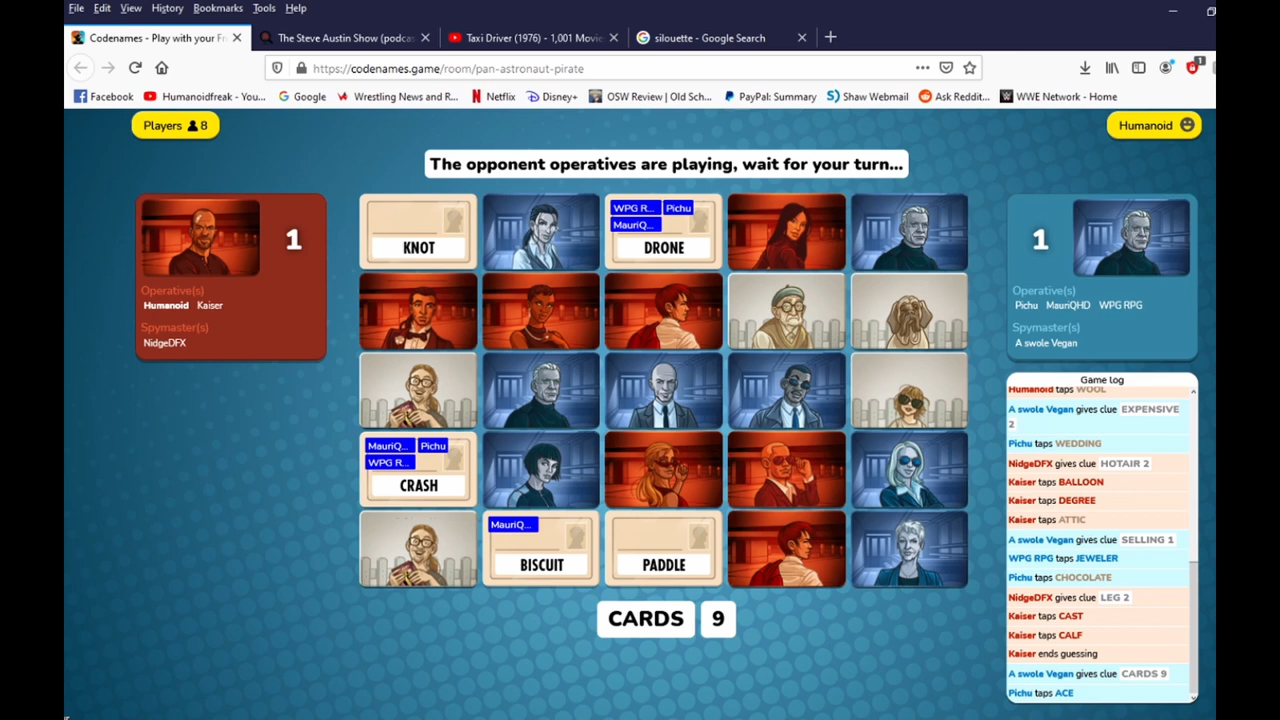 File Edit View History Bookmarks Tools Help
Codenames - Play with your Fr
The Steve Austin Show (podcas
Taxi Driver (1976) - 1,001 Movie
silouette - Google Search
https://codenames.game/room/pan-astronaut-pirate
1
Facebook Humanoidfreak - You... Google Wrestling News and R... Netflix Disney+ OSW Review | Old Sch... PayPal: Summary Shaw Webmail Ask Reddit... WWE Network - Home
Players 8
Humanoid
The opponent operatives are playing, wait for your turn...
1
Operative(s)
Humanoid Kaiser
Spymaster(s)
NidgeDFX
KNOT
WPG R... Pichu
MauriQ...
DRONE
MauriQ... Pichu
WPG R...
CRASH
MauriQ...
BISCUIT
PADDLE
CARDS 9
1
Operative(s)
Pichu MauriQHD WPG RPG
Spymaster(s)
A swole Vegan
Game log
Humanoid taps WOOL
A swole Vegan gives clue EXPENSIVE
2
Pichu taps WEDDING
NidgeDFX gives clue HOTAIR 2
Kaiser taps BALLOON
Kaiser taps DEGREE
Kaiser taps ATTIC
A swole Vegan gives clue SELLING 1
WPG RPG taps JEWELER
Pichu taps CHOCOLATE
NidgeDFX gives clue LEG 2
Kaiser taps CAST
Kaiser taps CALF
Kaiser ends guessing
A swole Vegan gives clue CARDS 9
Pichu taps ACE